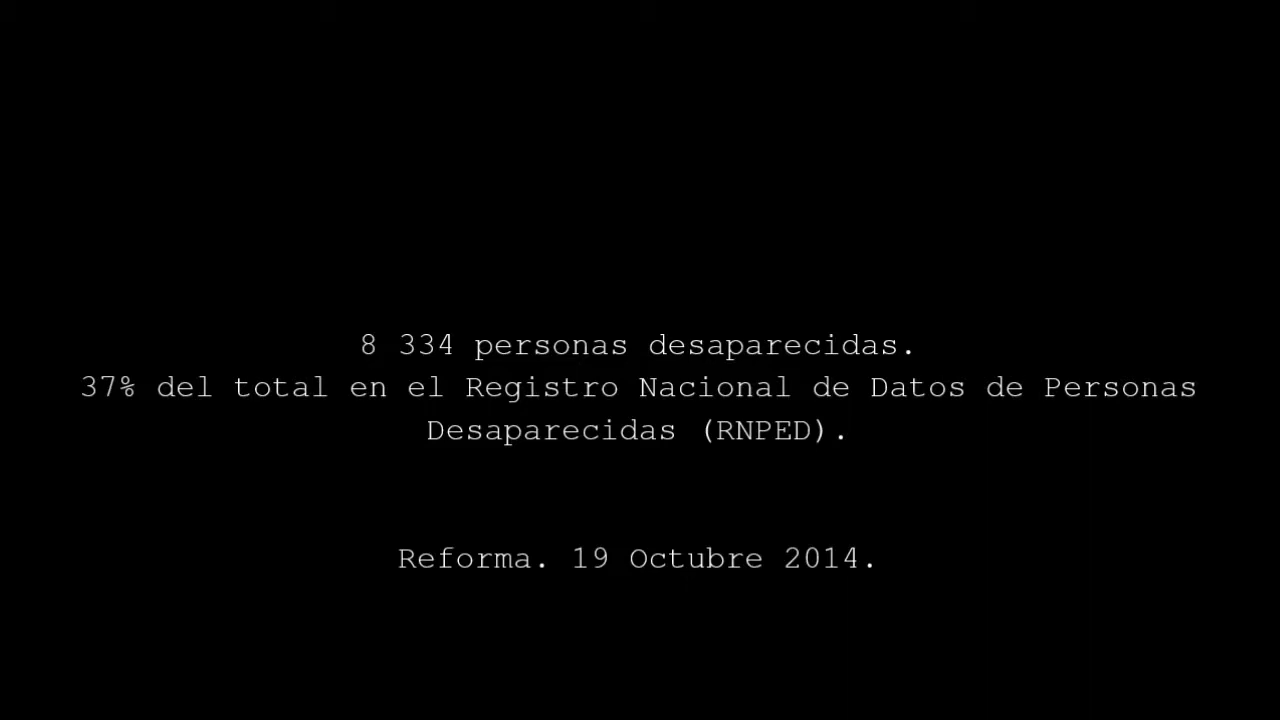 8 334 personas desaparecidas.
37% del total en el Registro Nacional de Datos de Personas
Desaparecidas (RNPED).
Reforma. 19 Octubre 2014.